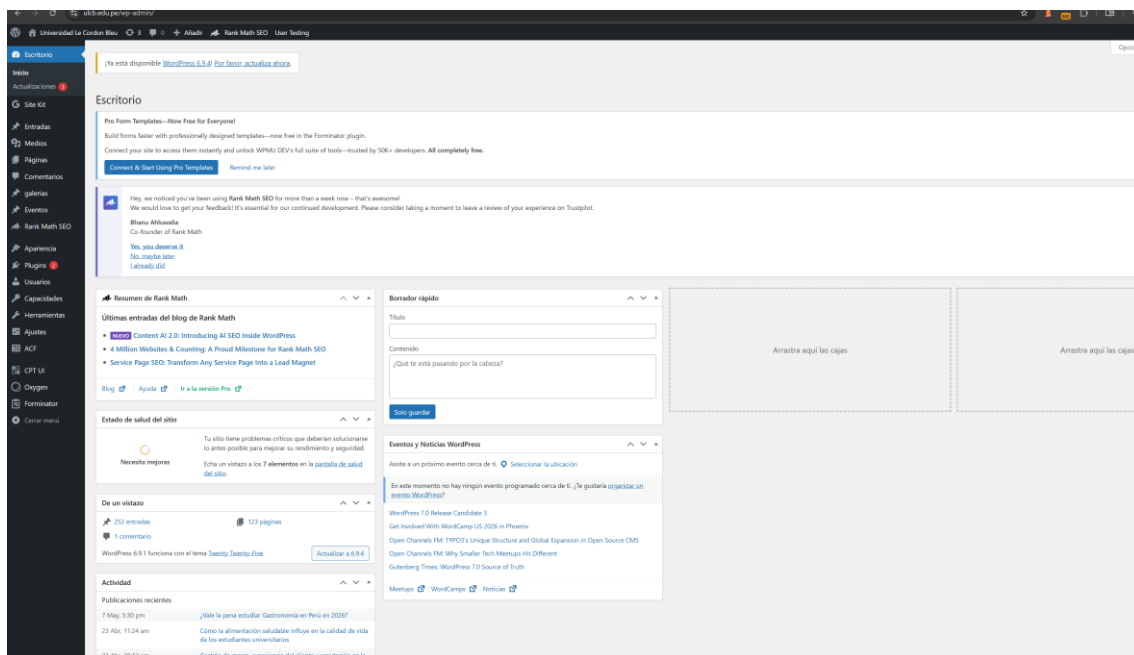 ulcb.edu.pe/wp-admin/
Universidad Le Cordon Bleu 3 0 Añadir Rank Math SEO User Testing
Escritorio
Inicio
Actualizaciones 3
Site Kit
Entradas
Medios
Páginas
Comentarios
galerias
Eventos
Rank Math SEO
Apariencia
Plugins 2
Usuarios
Capacidades
Herramientas
Ajustes
ACF
CPT UI
Oxygen
Forminator
Cerrar menú
¡Ya está disponible WordPress 6.9.4! Por favor, actualiza ahora.
Escritorio
Pro Form Templates—Now Free for Everyone!
Build forms faster with professionally designed templates—now free in the Forminator plugin.
Connect your site to access them instantly and unlock WPMU DEV's full suite of tools—trusted by 50K+ developers. All completely free.
Connect & Start Using Pro Templates Remind me later
Hey, we noticed you've been using Rank Math SEO for more than a week now – that's awesome!
We would love to get your feedback! It's essential for our continued development. Please consider taking a moment to leave a review of your experience on Trustpilot.
Bhanu Ahluwalia
Co-founder of Rank Math
Yes, you deserve it
No, maybe later
I already did
Resumen de Rank Math
Últimas entradas del blog de Rank Math
NUEVO Content AI 2.0: Introducing AI SEO Inside WordPress
4 Million Websites & Counting: A Proud Milestone for Rank Math SEO
Service Page SEO: Transform Any Service Page Into a Lead Magnet
Blog Ayuda Ir a la versión Pro
Estado de salud del sitio
Necesita mejoras
Tu sitio tiene problemas críticos que deberían solucionarse
lo antes posible para mejorar su rendimiento y seguridad.
Echa un vistazo a los 7 elementos en la pantalla de salud
del sitio.
De un vistazo
252 entradas 123 páginas
1 comentario
WordPress 6.9.1 funciona con el tema Twenty Twenty-Five. Actualizar a 6.9.4
Actividad
Publicaciones recientes
7 May, 5:30 pm ¿Vale la pena estudiar Gastronomía en Perú en 2026?
23 Abr, 11:24 am Cómo la alimentación saludable influye en la calidad de vida
de los estudiantes universitarios
Borrador rápido
Título
Contenido
¿Qué te está pasando por la cabeza?
Solo guardar
Eventos y Noticias WordPress
Asiste a un próximo evento cerca de ti. Seleccionar la ubicación
En este momento no hay ningún evento programado cerca de ti. ¿Te gustaría organizar un
evento WordPress?
WordPress 7.0 Release Candidate 3
Get Involved With WordCamp US 2026 in Phoenix
Open Channels FM: TYPO3's Unique Structure and Global Expansion in Open Source CMS
Open Channels FM: Why Smaller Tech Meetups Hit Different
Gutenberg Times: WordPress 7.0 Source of Truth
Meetups WordCamps Noticias
Arrastra aquí las cajas
Arrastra aquí las cajas